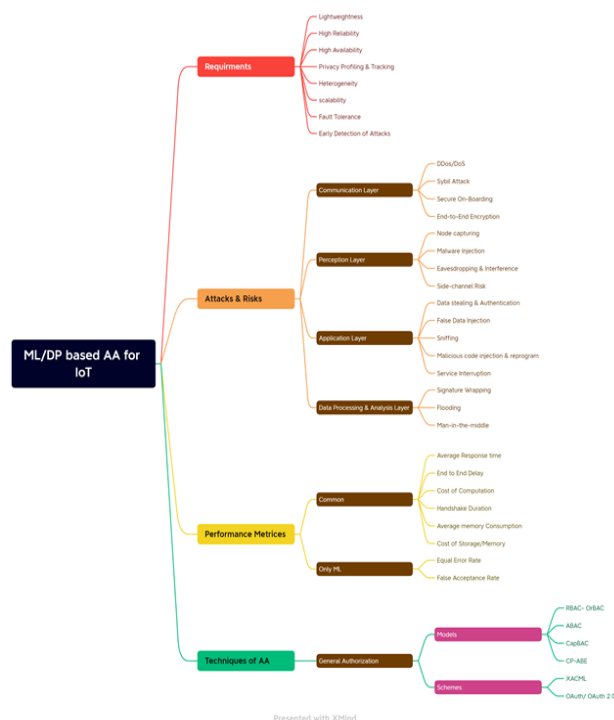 Lightweightness
High Reliability
High Availability
Requirments
Privacy Profiling & Tracking
Heterogeneity
scalability
Fault Tolerance
Early Detection of Attacks
DDos/DoS
Communication Layer
Sybil Attack
Secure On-Boarding
End-to-End Encryption
Node capturing
Perception Layer
Malware Injection
Eavesdropping & Interference
Side-channel Risk
Attacks & Risks
Data stealing & Authentication
False Data Injection
Application Layer
Sniffing
Malicious code injection & reprogram
Service Interruption
ML/DP based AA for
IoT
Signature Wrapping
Data Processing & Analysis Layer
Flooding
Man-in-the-middle
Average Response time
End to End Delay
Common
Cost of Computation
Handshake Duration
Average memory Consumption
Cost of Storage/Memory
Performance Metrices
Only ML
Equal Error Rate
False Acceptance Rate
RBAC- OrBAC
Models
ABAC
CapBAC
CP-ABE
Techniques of AA
General Authorization
Schemes
XACML
OAuth/ OAuth 2.0
Presented with XMind